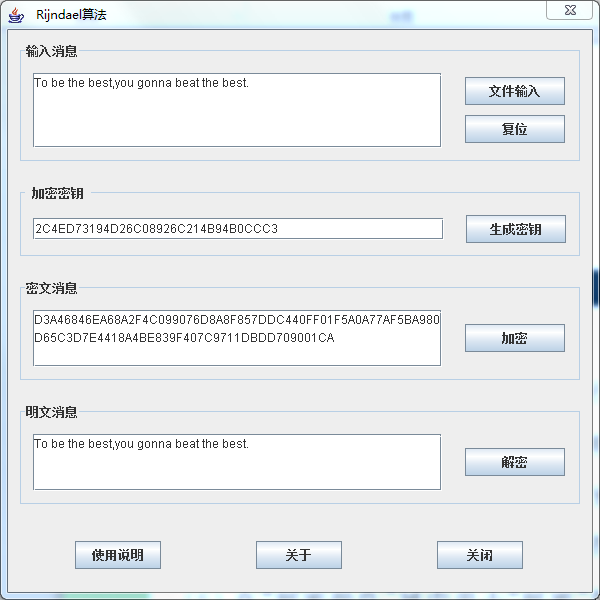 Rijndael算法
输入消息
To be the best,you gonna beat the best.
文件输入
复位
加密密钥
2C4ED73194D26C08926C214B94B0CCC3
生成密钥
密文消息
D3A46846EA68A2F4C099076D8A8F857DDC440FF01F5A0A77AF5BA980
D65C3D7E4418A4BE839F407C9711DBDD709001CA
加密
明文消息
To be the best,you gonna beat the best.
解密
使用说明
关于
关闭